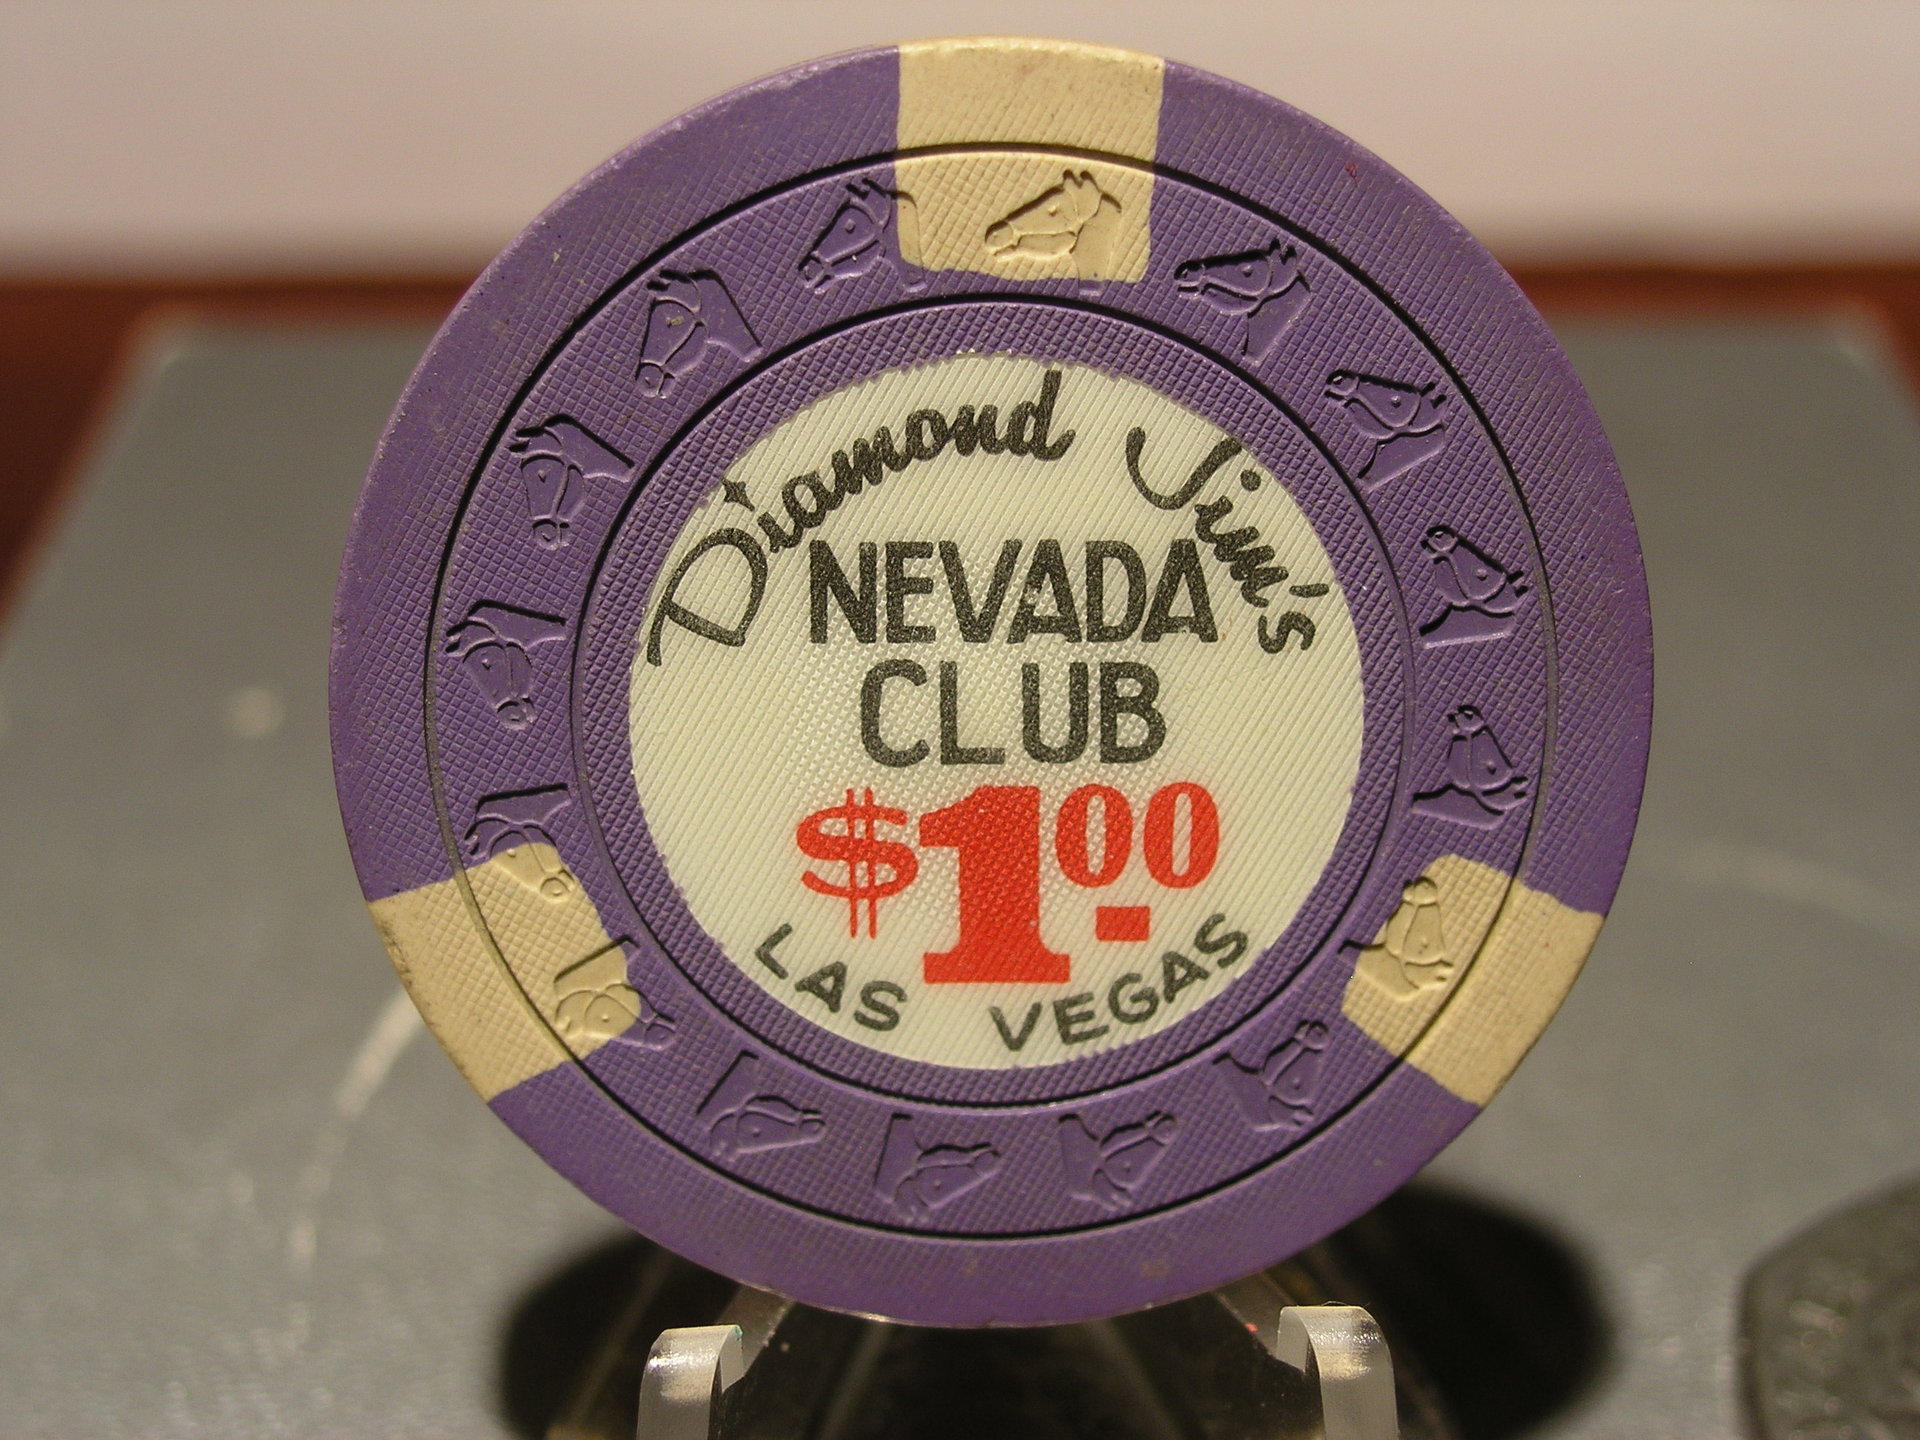 Diamond Jim's
NEVADA
CLUB
$1.00
LAS VEGAS